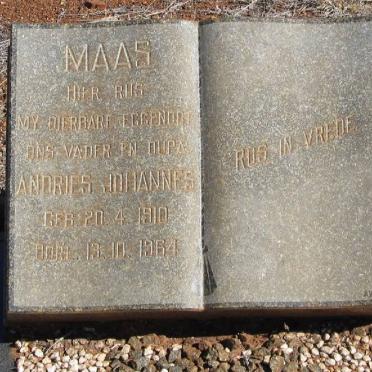 MAAS
HIER RUS
MY DIERBARE EGGENOOT
ONS VADER EN OUPA
ANDRIES JOHANNES
GEB. 20.4.1910
OORL. 13.10.1964
RUS IN VREDE